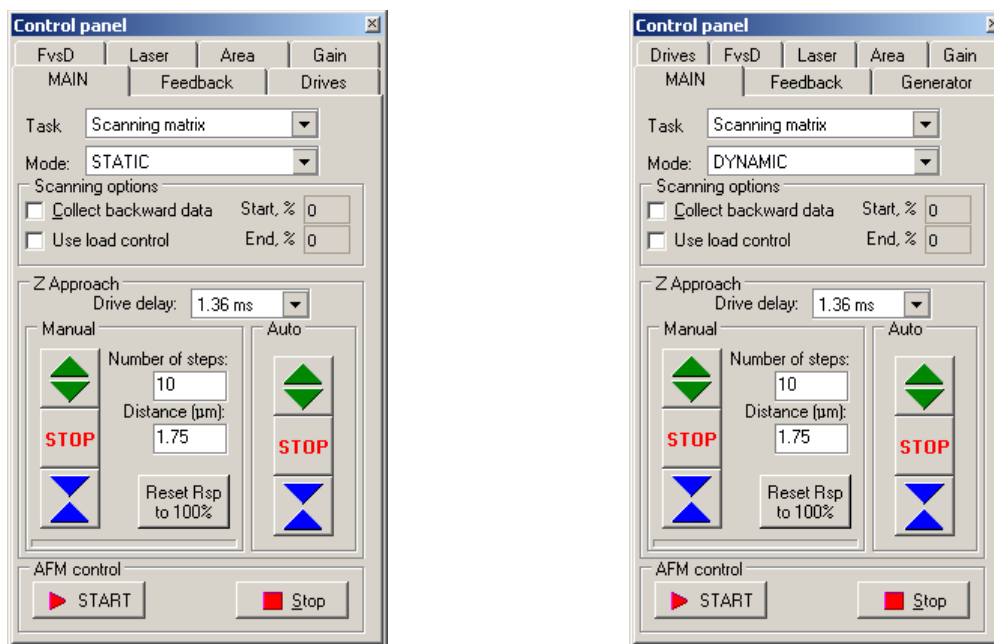 Control panel
FvsD Laser Area Gain
MAIN Feedback Drives
Task Scanning matrix
Mode: STATIC
Scanning options
Collect backward data Start, % 0
Use load control End, % 0
Z Approach
Drive delay: 1.36 ms
Manual Auto
Number of steps:
10
Distance (µm):
STOP 1.75 STOP
Reset Rsp
to 100%
AFM control
START Stop
Control panel
Drives FvsD Laser Area Gain
MAIN Feedback Generator
Task Scanning matrix
Mode: DYNAMIC
Scanning options
Collect backward data Start, % 0
Use load control End, % 0
Z Approach
Drive delay: 1.36 ms
Manual Auto
Number of steps:
10
Distance (µm):
STOP 1.75 STOP
Reset Rsp
to 100%
AFM control
START Stop